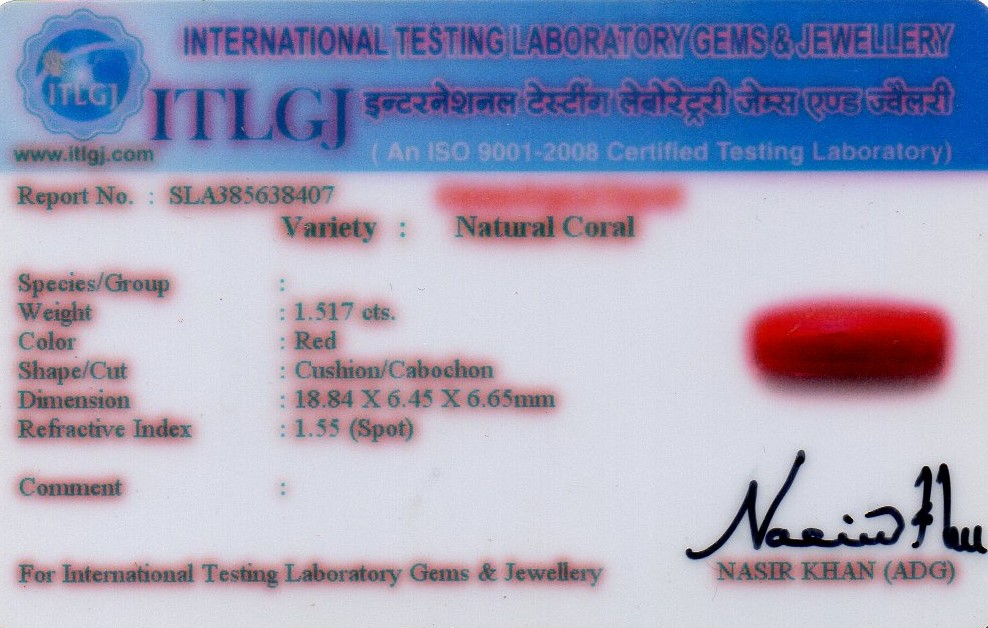 INTERNATIONAL TESTING LABORATORY GEMS & JEWELLERY
ITLGJ
ITLGJ इन्टरनेशनल टेस्टींग लेबोरेट्री जेम्स एण्ड ज्वैलरी
www.itlgj.com
( An ISO 9001-2008 Certified Testing Laboratory)
Report No. : SLA385638407
Variety : Natural Coral
Species/Group :
Weight : 1.517 cts.
Color : Red
Shape/Cut : Cushion/Cabochon
Dimension : 18.84 X 6.45 X 6.65mm
Refractive Index : 1.55 (Spot)
Comment :
For International Testing Laboratory Gems & Jewellery
NASIR KHAN (ADG)